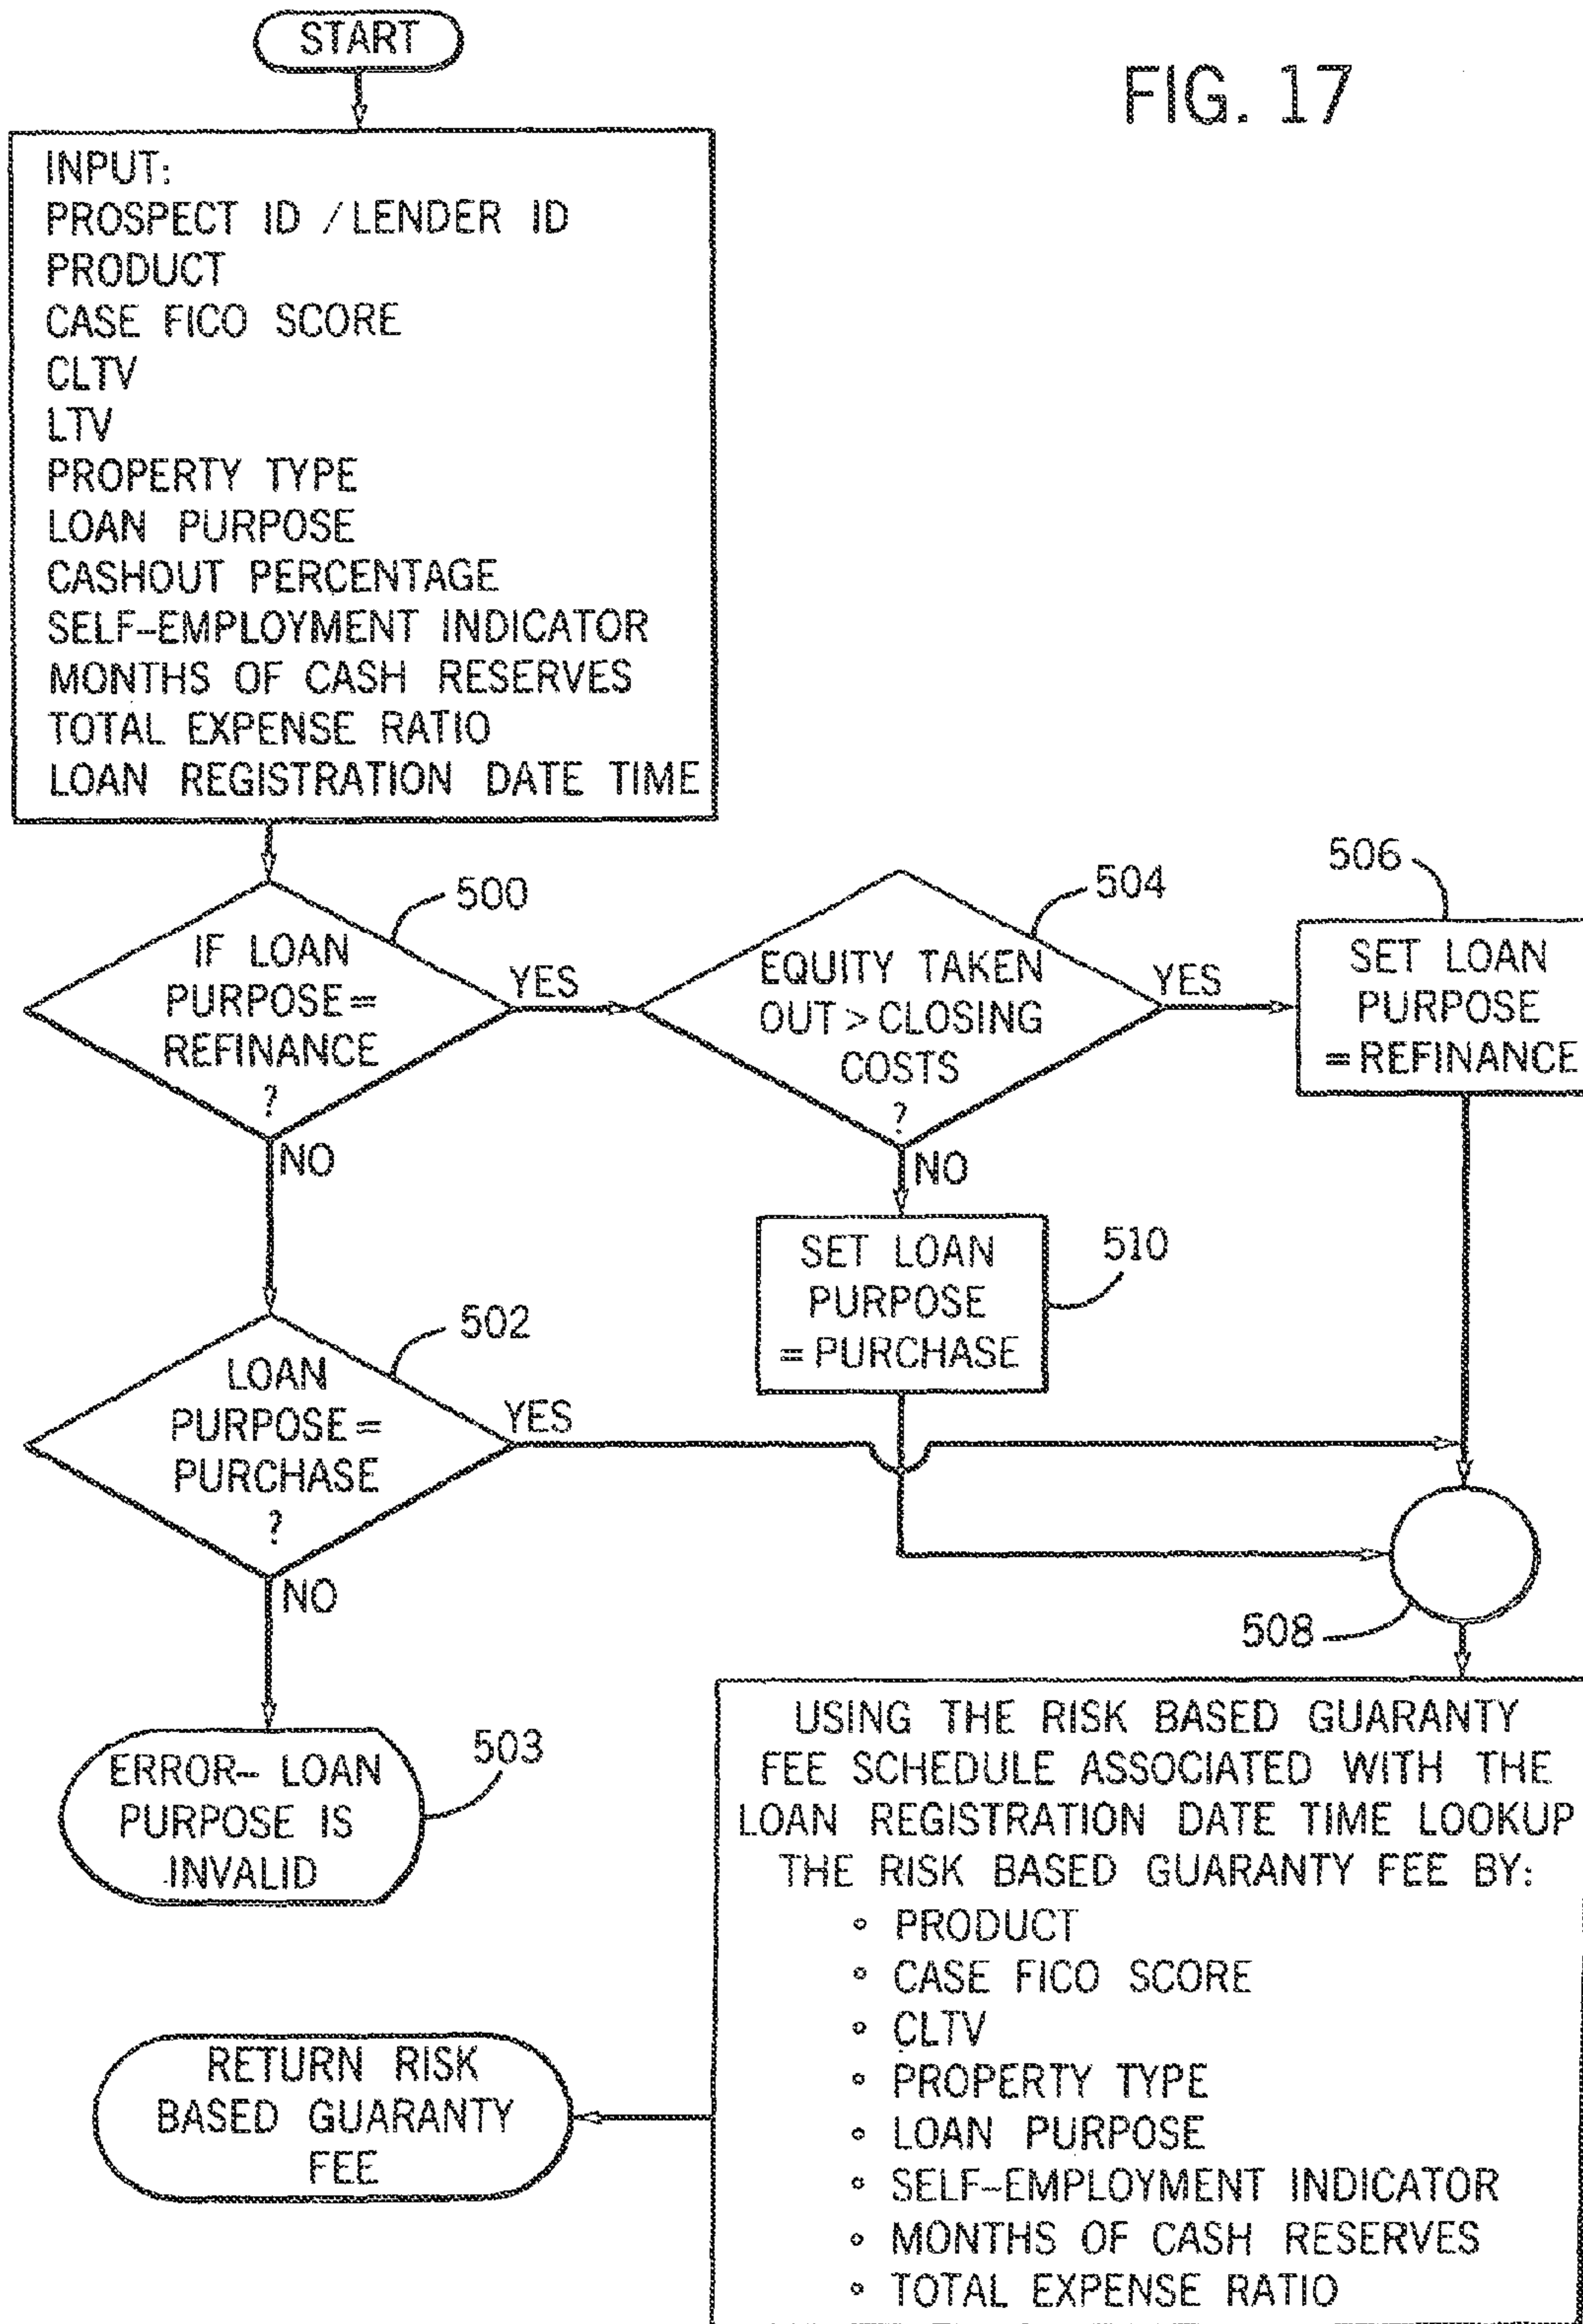 FIG. 17
START
INPUT:
PROSPECT ID / LENDER ID
PRODUCT
CASE FICO SCORE
CLTV
LTV
PROPERTY TYPE
LOAN PURPOSE
CASHOUT PERCENTAGE
SELF-EMPLOYMENT INDICATOR
MONTHS OF CASH RESERVES
TOTAL EXPENSE RATIO
LOAN REGISTRATION DATE TIME
500
IF LOAN
PURPOSE =
REFINANCE
?
YES
NO
504
EQUITY TAKEN
OUT > CLOSING
COSTS
?
YES
NO
506
SET LOAN
PURPOSE
= REFINANCE
510
SET LOAN
PURPOSE
= PURCHASE
502
LOAN
PURPOSE =
PURCHASE
?
YES
NO
508
503
ERROR- LOAN
PURPOSE IS
INVALID
USING THE RISK BASED GUARANTY
FEE SCHEDULE ASSOCIATED WITH THE
LOAN REGISTRATION DATE TIME LOOKUP
THE RISK BASED GUARANTY FEE BY:
• PRODUCT
• CASE FICO SCORE
• CLTV
• PROPERTY TYPE
• LOAN PURPOSE
• SELF-EMPLOYMENT INDICATOR
• MONTHS OF CASH RESERVES
• TOTAL EXPENSE RATIO
RETURN RISK
BASED GUARANTY
FEE